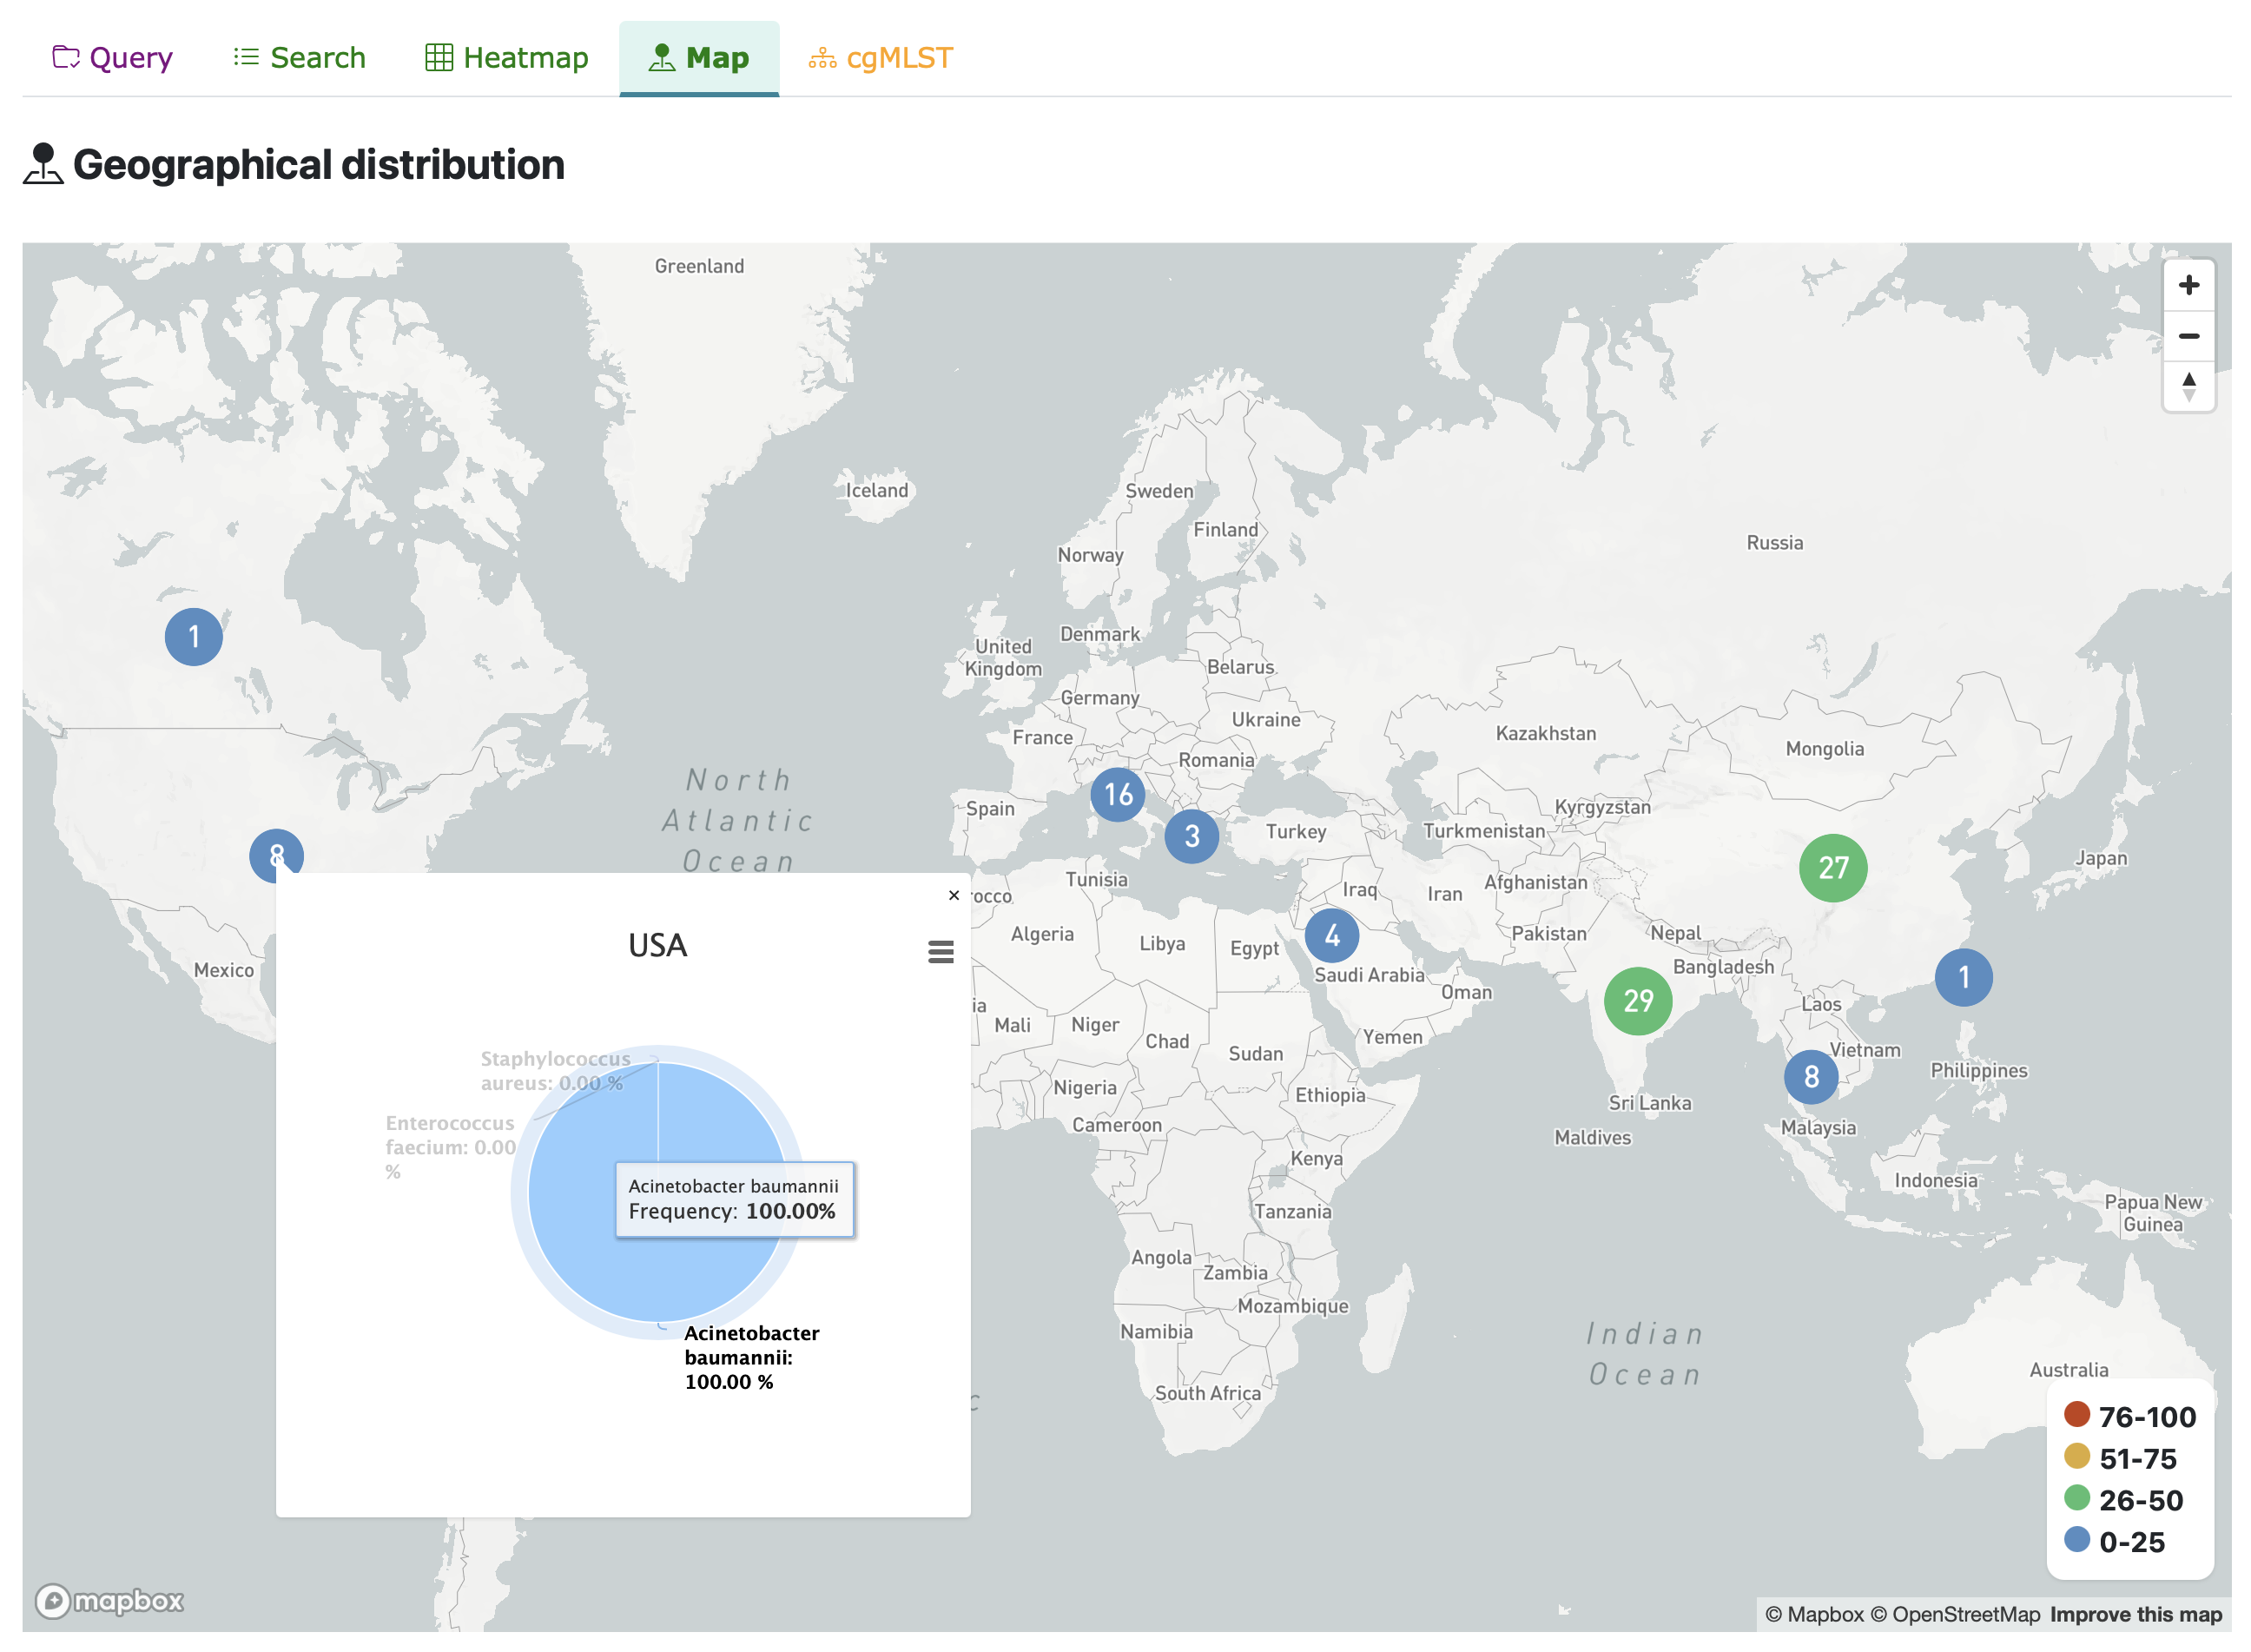 Query
Search
Heatmap
Map
cgMLST
Geographical distribution
Greenland
Iceland
Sweden
Finland
Norway
Russia
1
Denmark
United
Kingdom
Belarus
Germany
Ukraine
France
Kazakhstan
Mongolia
Romania
North
Atlantic
Ocean
16
Spain
Kyrgyzstan
3
Turkey
Turkmenistan
8
27
Japan
Tunisia
Iraq
Iran
Afghanistan
×
rocco
4
Algeria
Libya
Egypt
Pakistan
Nepal
USA
Mexico
Saudi Arabia
Bangladesh
1
Oman
29
Laos
ia
Mali
Niger
Chad
Yemen
Sudan
Vietnam
Staphylococcus
aureus: 0.00 %
8
Philippines
Nigeria
Ethiopia
Sri Lanka
Enterococcus
faecium: 0.00
%
Cameroon
Maldives
Malaysia
Kenya
Indonesia
Acinetobacter baumannii
Frequency: 100.00%
Tanzania
Papua New
Guinea
Angola
Zambia
Mozambique
Namibia
Acinetobacter
baumannii:
100.00 %
Indian
Ocean
Australia
South Africa
c
76-100
51-75
26-50
0-25
mapbox
© Mapbox © OpenStreetMap Improve this map